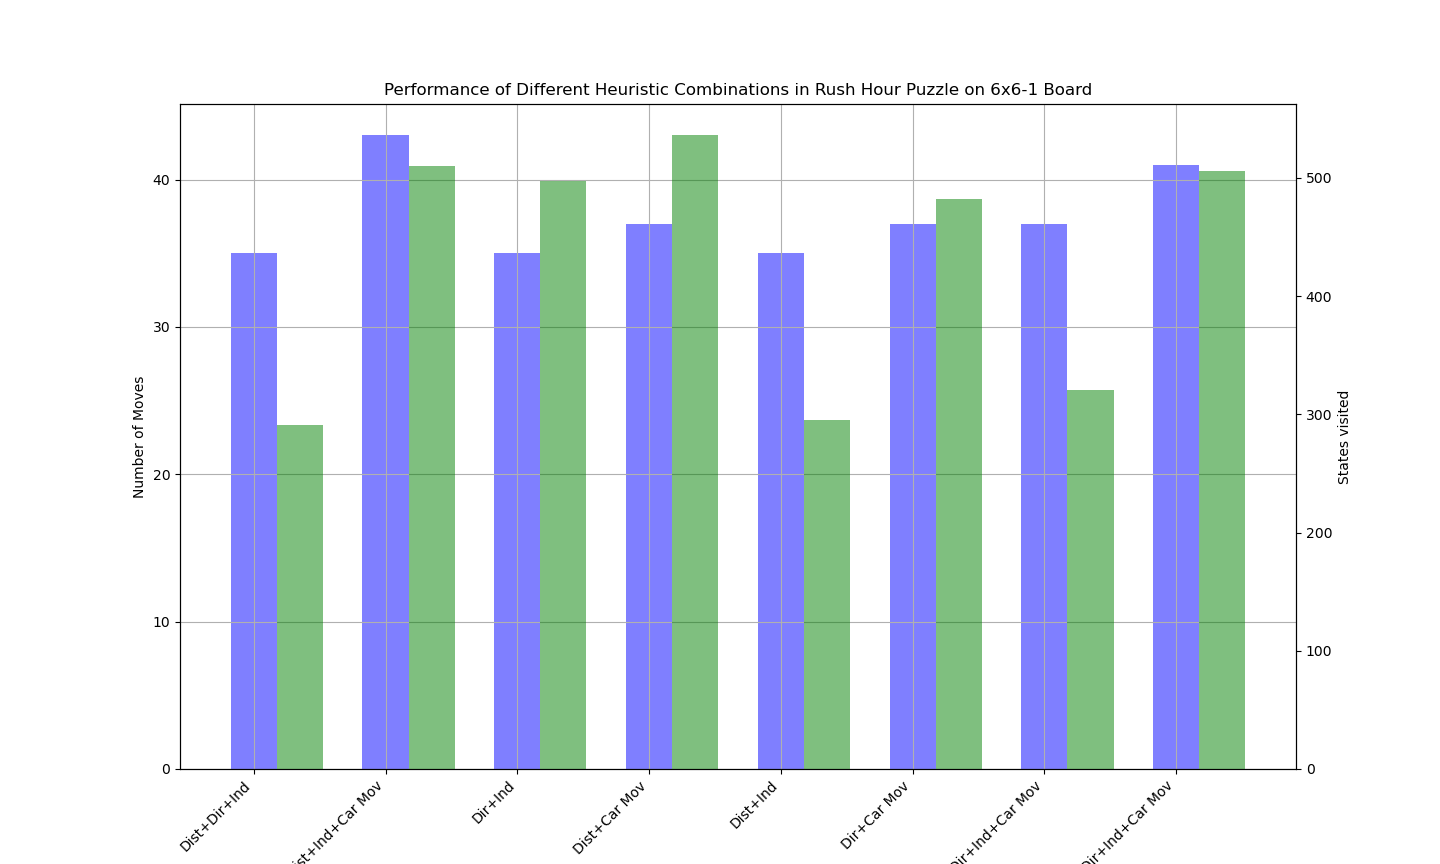 Performance of Different Heuristic Combinations in Rush Hour Puzzle on 6x6-1 Board
Number of Moves
40
30
20
10
0
States visited
500
400
300
200
100
0
Dist+Dir+Ind
st+Ind+Car Mov
Dir+Ind
Dist+Car Mov
Dist+Ind
Dir+Car Mov
Dir+Ind+Car Mov
Dir+Ind+Car Mov